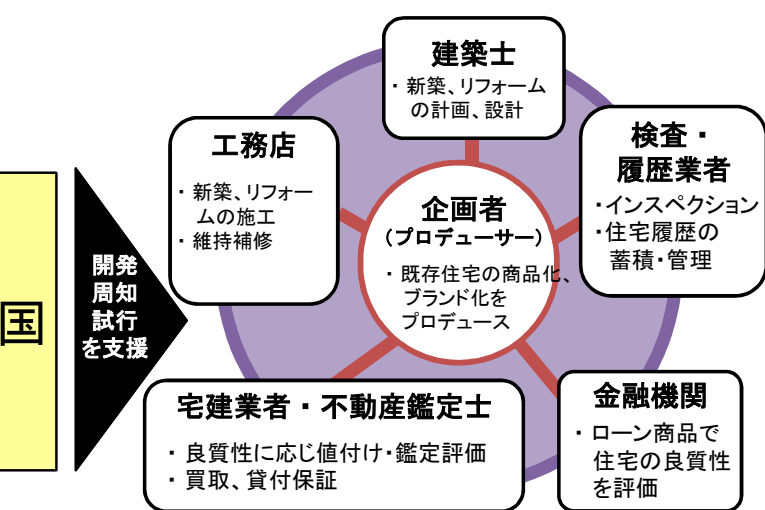 国
開発
周知
試行
を支援
建築士
・ 新築、リフォーム
の計画、設計
工務店
・ 新築、リフォー
ムの施工
・ 維持補修
検査・
履歴業者
・インスペクション
・住宅履歴の
蓄積・管理
企画者
（プロデューサー）
・ 既存住宅の商品化、
ブランド化を
プロデュース
宅建業者・不動産鑑定士
・ 良質性に応じ値付け・鑑定評価
・ 買取、貸付保証
金融機関
・ ローン商品で
住宅の良質性
を評価